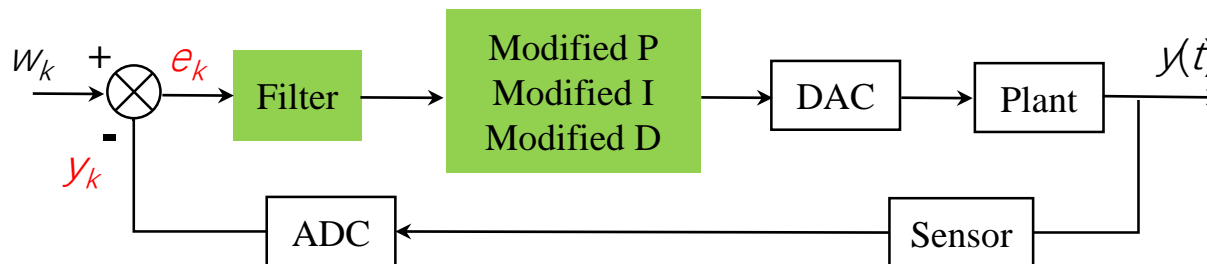 w_k
+
e_k
Filter
Modified P
Modified I
Modified D
DAC
Plant
y(t)
-
y_k
ADC
Sensor